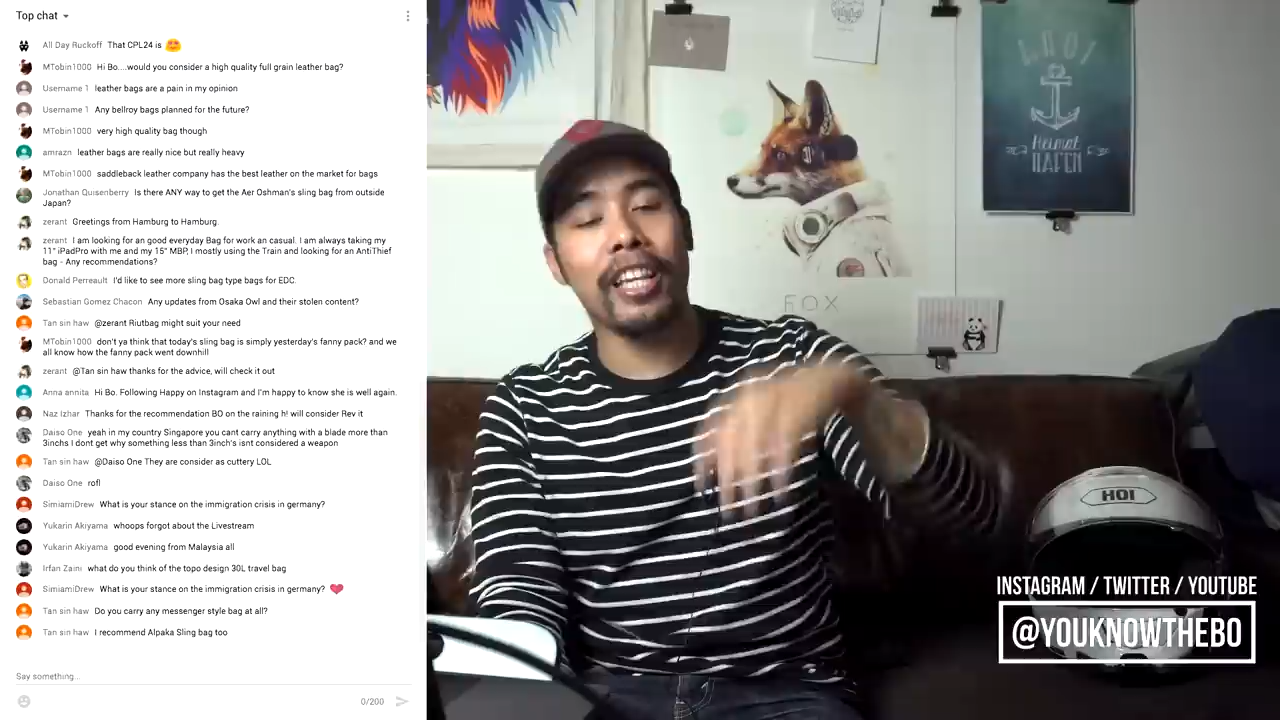 Top chat
All Day Ruckoff That CPL24 is
MTobin1000 Hi Bo....would you consider a high quality full grain leather bag?
Username 1 leather bags are a pain in my opinion
Username 1 Any bellroy bags planned for the future?
MTobin1000 very high quality bag though
amrazn leather bags are really nice but really heavy
MTobin1000 saddleback leather company has the best leather on the market for bags
Jonathan Quisenberry Is there ANY way to get the Aer Oshman's sling bag from outside
Japan?
zerant Greetings from Hamburg to Hamburg.
zerant I am looking for an good everyday Bag for work an casual. I am always taking my
11" iPadPro with me and my 15" MBP, I mostly using the Train and looking for an AntiThief
bag - Any recommendations?
Donald Perreault I'd like to see more sling bag type bags for EDC.
Sebastian Gomez Chacon Any updates from Osaka Owl and their stolen content?
Tan sin haw @zerant Riutbag might suit your need
MTobin1000 don't ya think that today's sling bag is simply yesterday's fanny pack? and we
all know how the fanny pack went downhill
zerant @Tan sin haw thanks for the advice, will check it out
Anna annita Hi Bo. Following Happy on Instagram and I'm happy to know she is well again.
Naz Izhar Thanks for the recommendation BO on the raining h! will consider Rev it
Daiso One yeah in my country Singapore you cant carry anything with a blade more than
3inchs I dont get why something less than 3inch's isnt considered a weapon
Tan sin haw @Daiso One They are consider as cuttery LOL
Daiso One rofl
SimiamiDrew What is your stance on the immigration crisis in germany?
Yukarin Akiyama whoops forgot about the Livestream
Yukarin Akiyama good evening from Malaysia all
Irfan Zaini what do you think of the topo design 30L travel bag
SimiamiDrew What is your stance on the immigration crisis in germany?
Tan sin haw Do you carry any messenger style bag at all?
Tan sin haw I recommend Alpaka Sling bag too
Say something...
0/200
AHOI
Heimat
HAFEN
FOX
HOI
INSTAGRAM / TWITTER / YOUTUBE
@YOUKNOWTHEBO